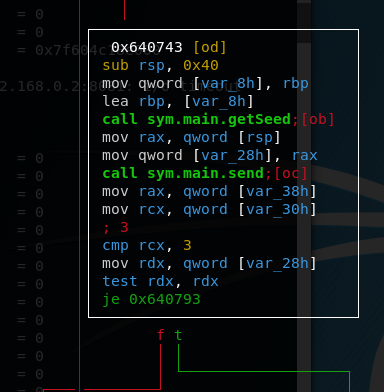 = 0
= 0
= 0x7f604c
0x640743 [od]
sub rsp, 0x40
mov qword [var_8h], rbp
2.168.0.2:80
lea rbp, [var_8h]
call sym.main.getSeed;[ob]
mov rax, qword [rsp]
mov qword [var_28h], rax
= 0
call sym.main.send;[oc]
= 0
mov rax, qword [var_38h]
= 0
mov rcx, qword [var_30h]
= 0
; 3
= 0
cmp rcx, 3
= 0
mov rdx, qword [var_28h]
= 0
test rdx, rdx
= 0
je 0x640793
= 0
= 0
f t
= 0
= 0
= 0